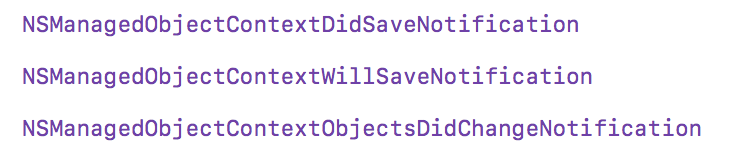 NSManagedObjectContextDidSaveNotification
NSManagedObjectContextWillSaveNotification
NSManagedObjectContextObjectsDidChangeNotification